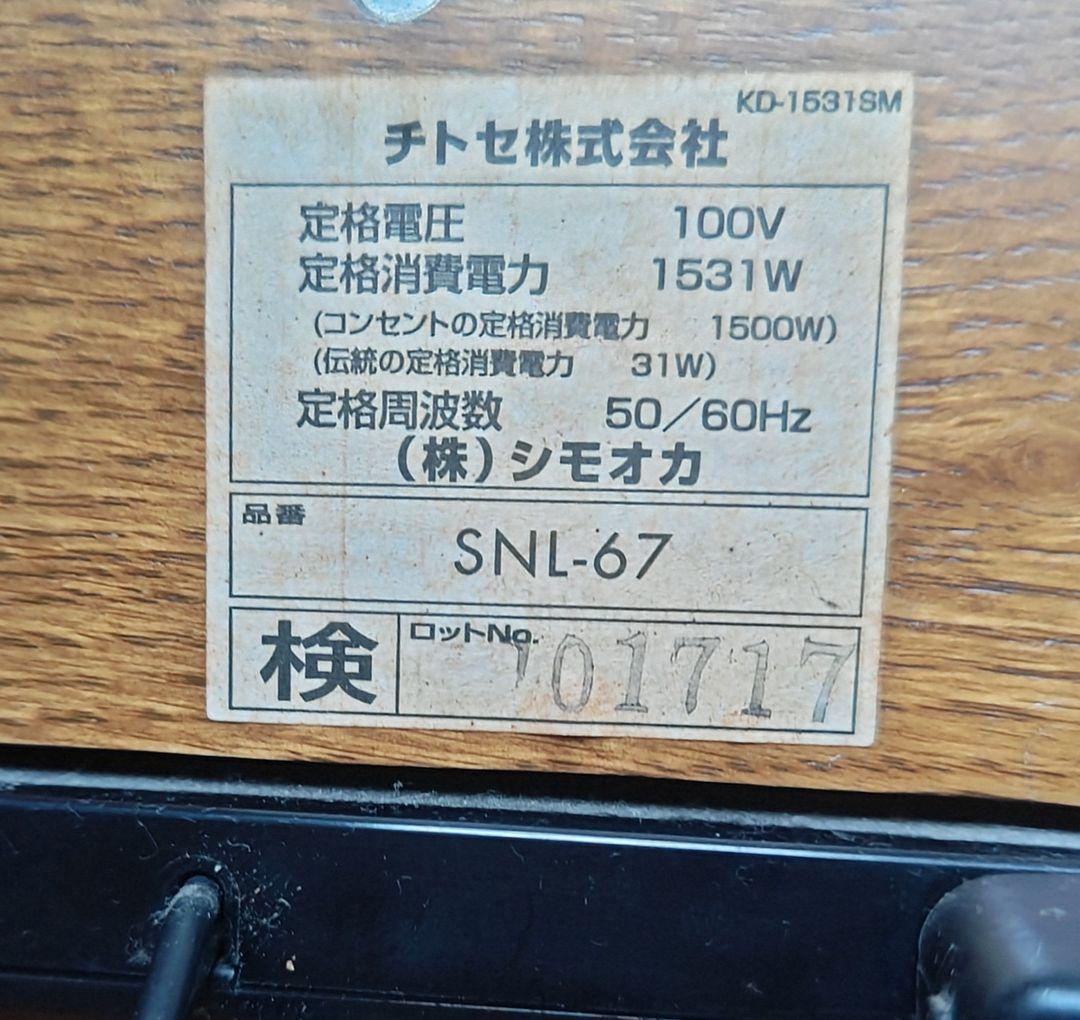 KD-1531SM
チトセ株式会社
定格電圧 100V
定格消費電力 1531W
(コンセントの定格消費電力 1500W)
(伝統の定格消費電力 31W)
定格周波数 50/60Hz
(株)シモオカ
品番
SNL-67
検 ロットNo. 01717